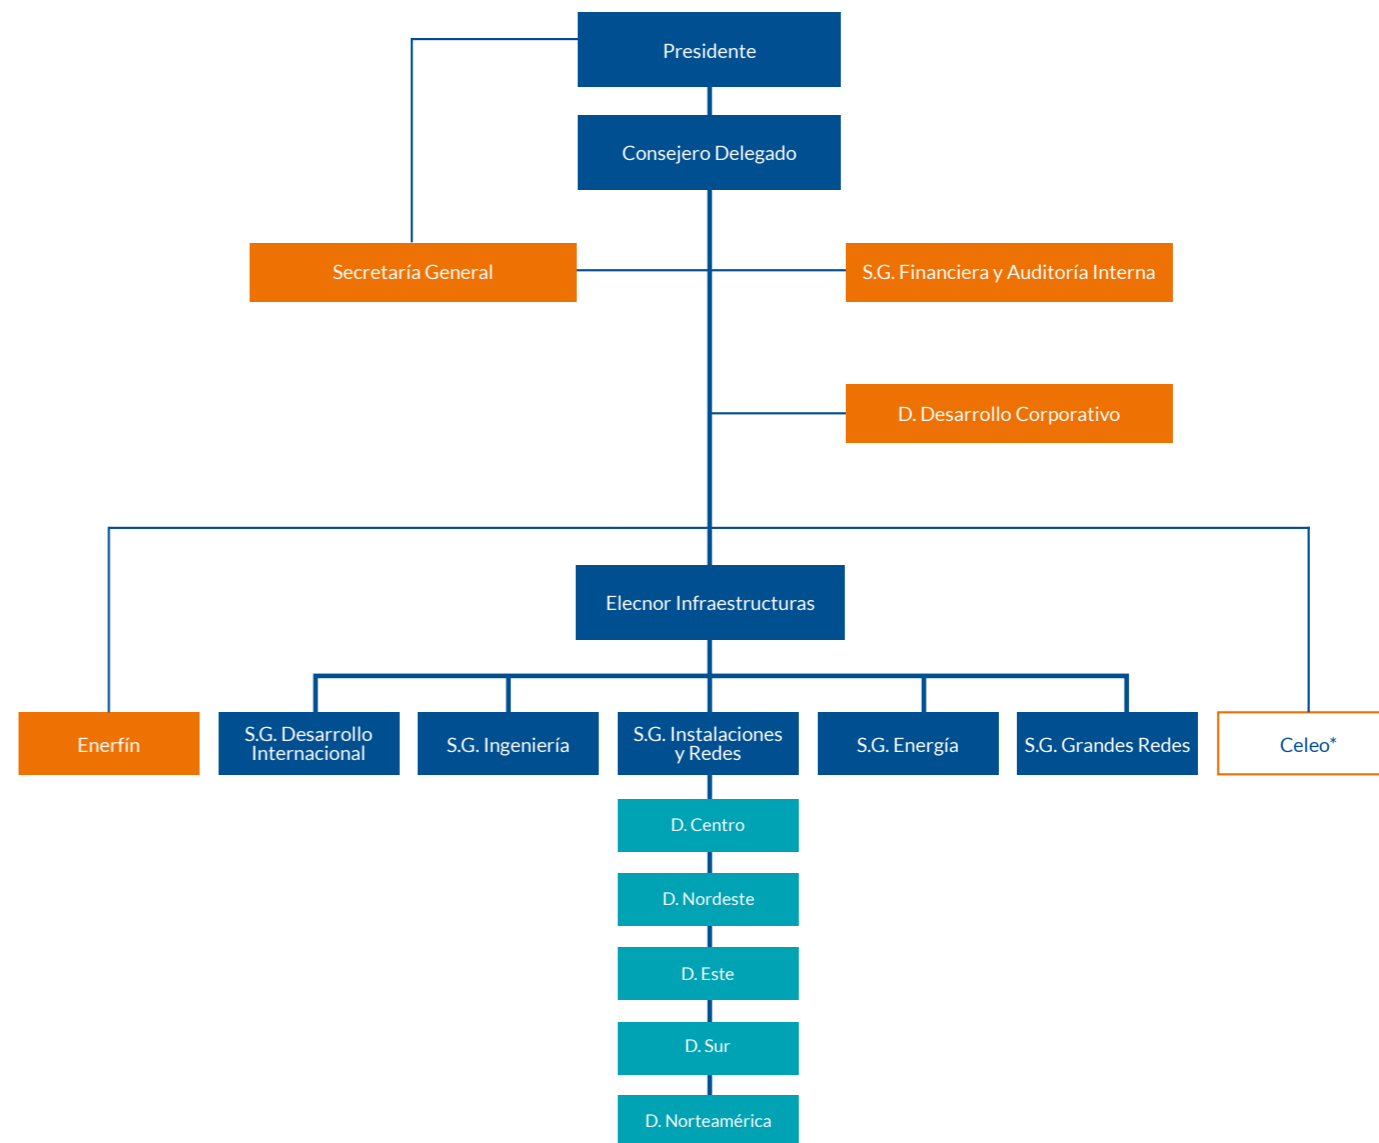 Presidente
Consejero Delegado
Secretaría General
S.G. Financiera y Auditoría Interna
D. Desarrollo Corporativo
Elecnor Infraestructuras
Enerfín
S.G. Desarrollo
Internacional
S.G. Ingeniería
S.G. Instalaciones
y Redes
S.G. Energía
S.G. Grandes Redes
Celeo*
D. Centro
D. Nordeste
D. Este
D. Sur
D. Norteamérica